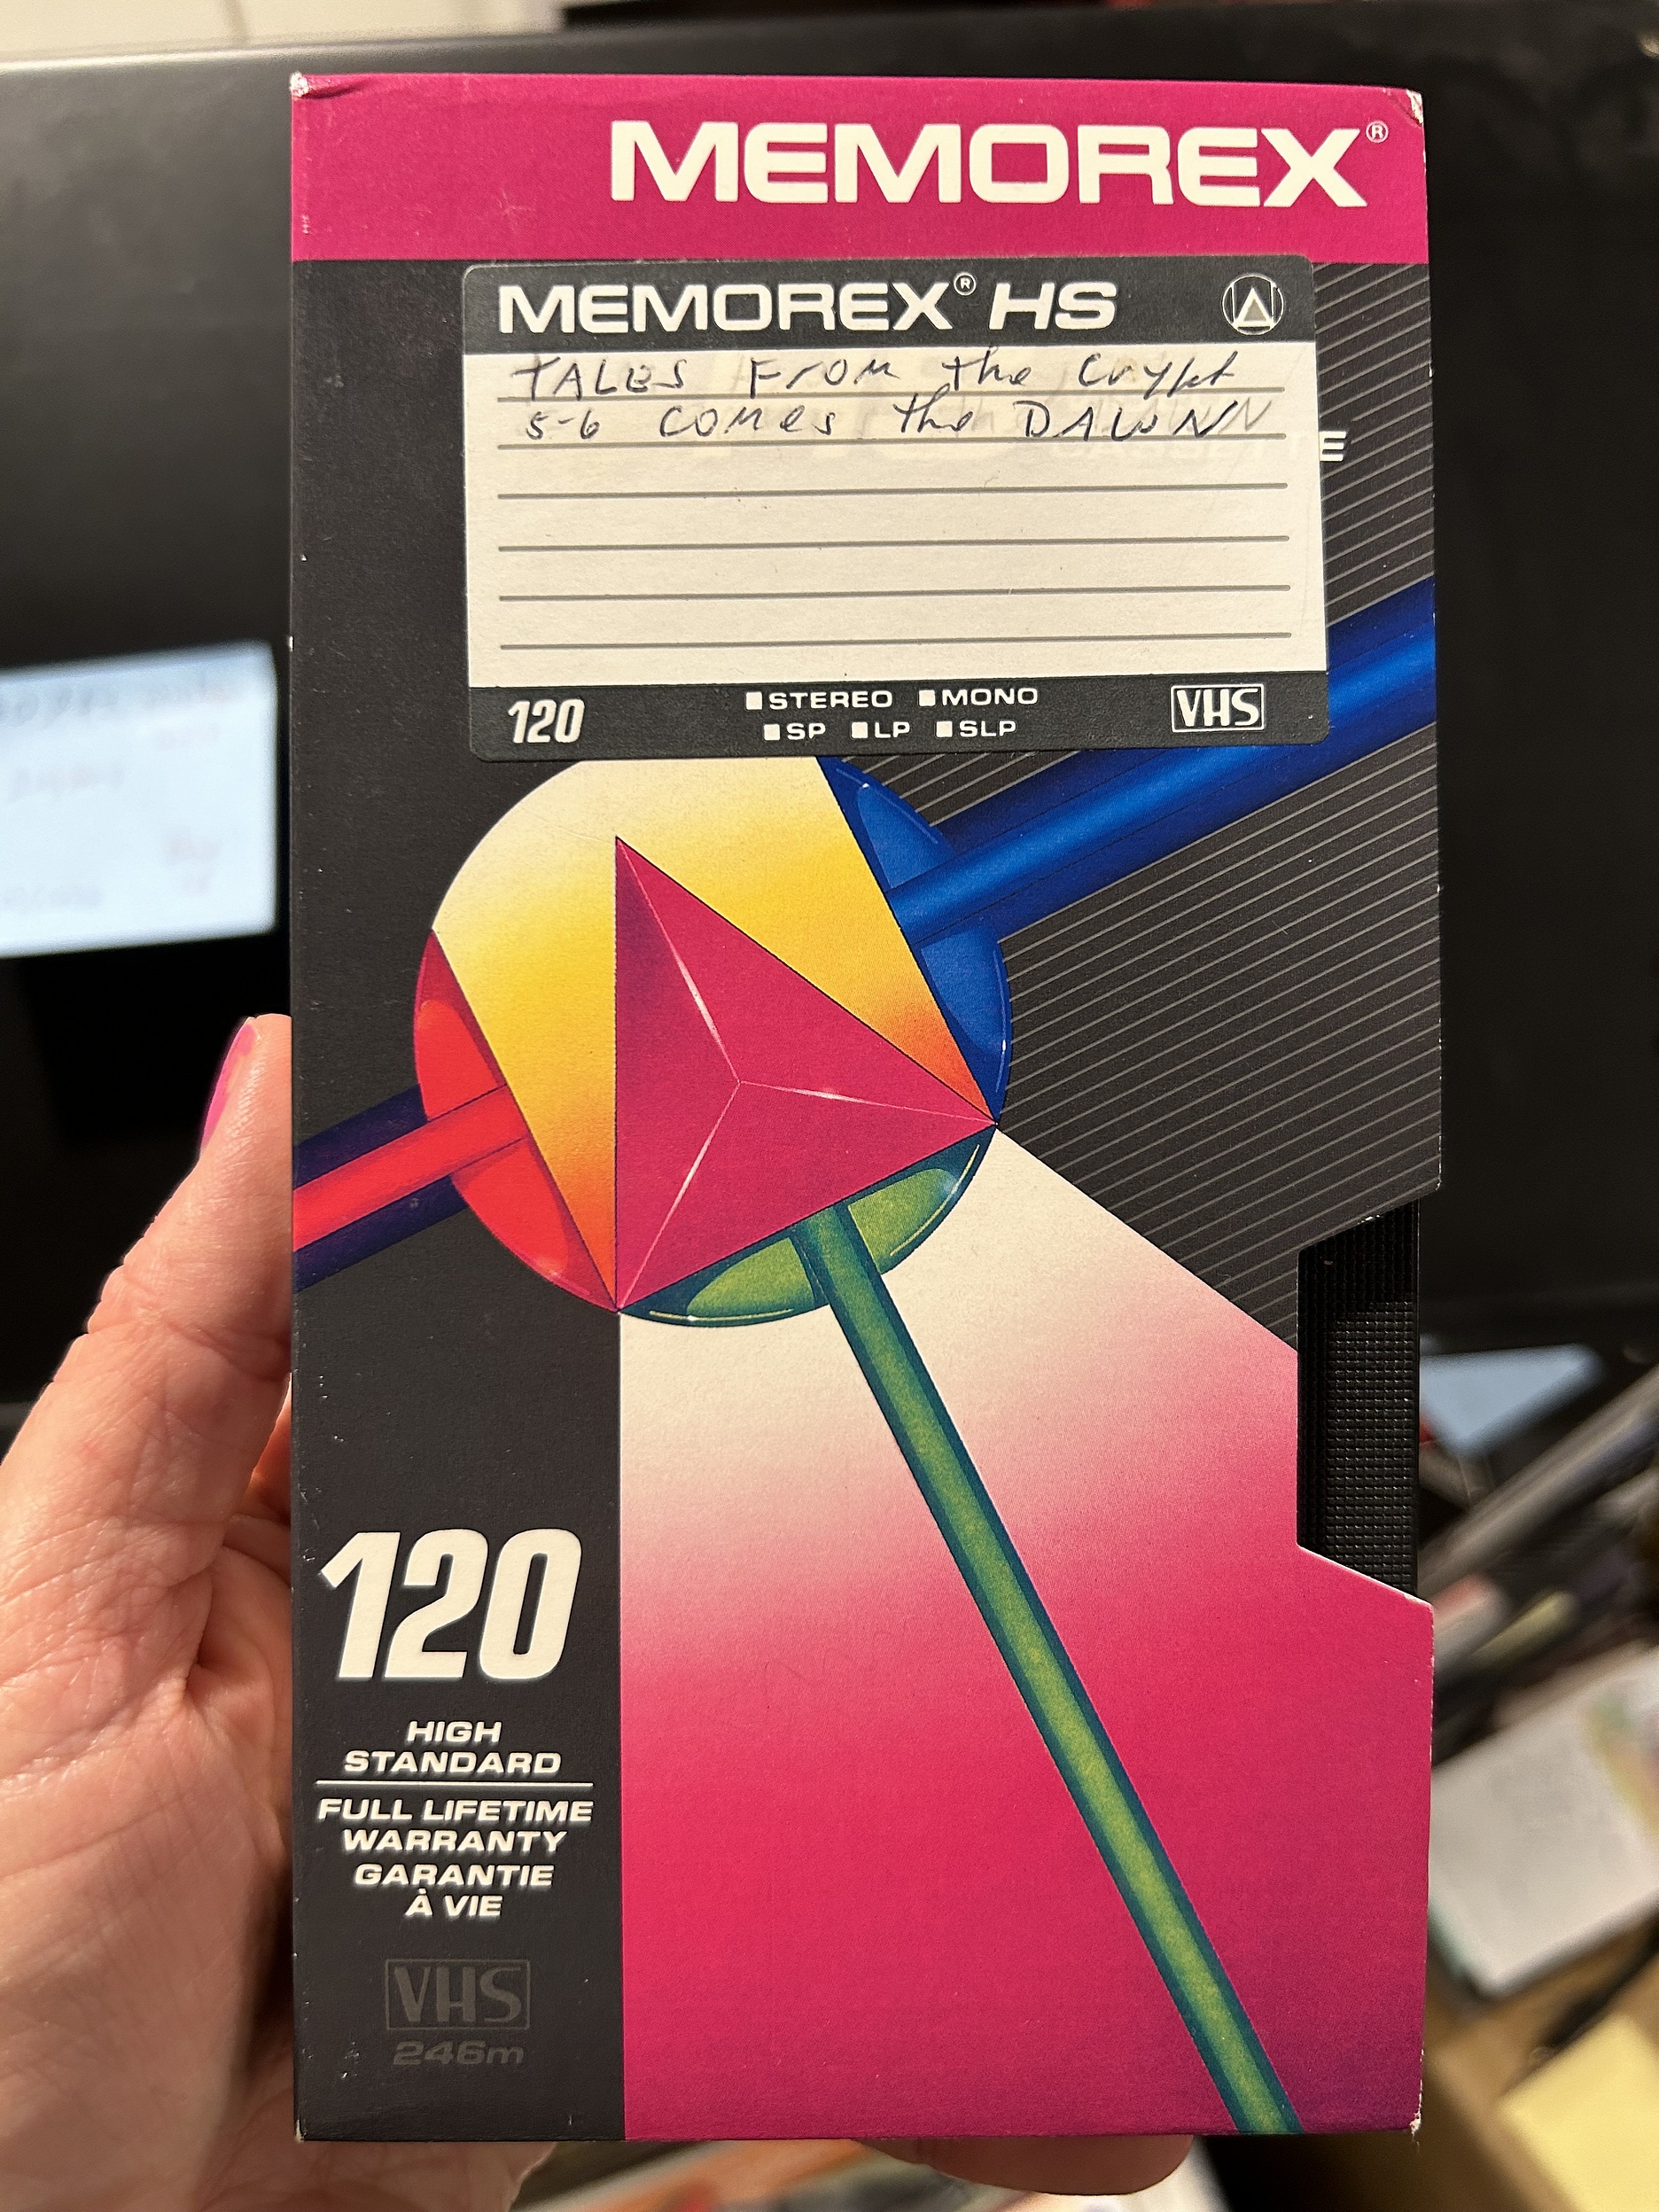 MEMOREX®
MEMOREX® HS
TALES FROM the Crypt
5-6 COMES the DAWN
E
120
STEREO MONO
SP LP SLP
VHS
120
HIGH
STANDARD
FULL LIFETIME
WARRANTY
GARANTIE
À VIE
VHS
246m